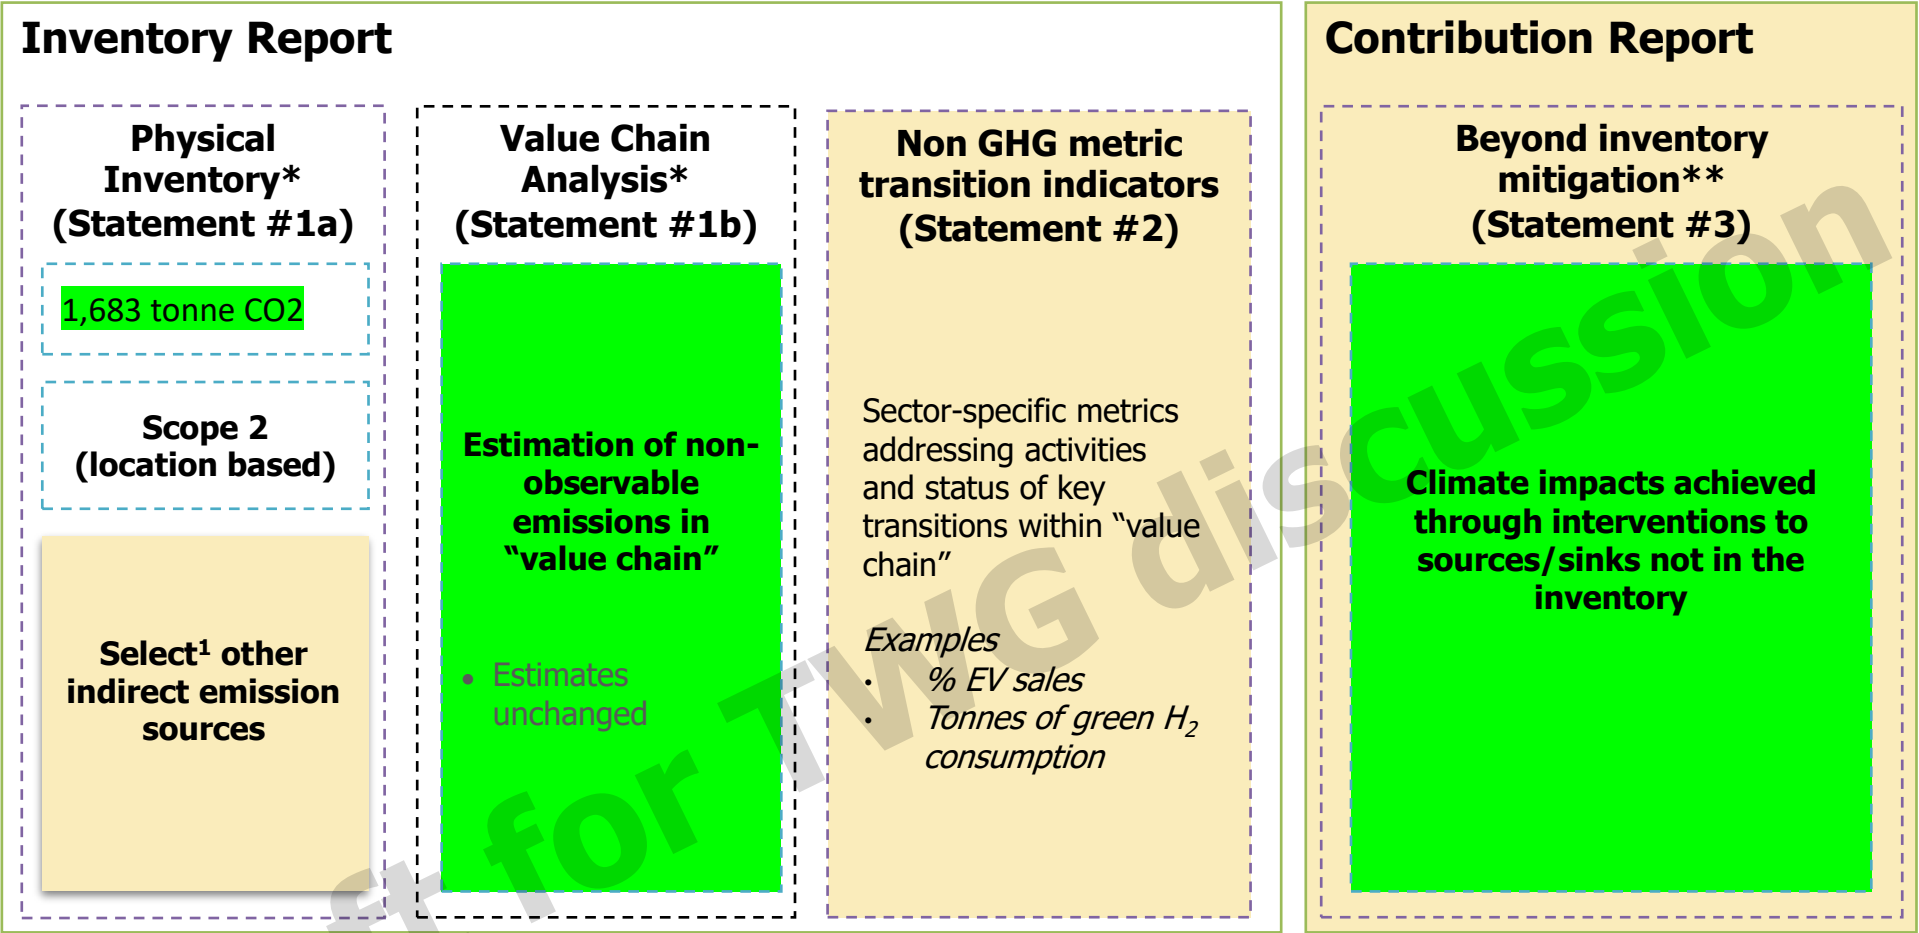 Inventory Report
Physical
Inventory*
(Statement #1a)
1,683 tonne CO2
Scope 2
(location based)
Select¹ other
indirect emission
sources
Value Chain
Analysis*
(Statement #1b)
Estimation of non-
observable
emissions in
“value chain”
• Estimates
unchanged
Non GHG metric
transition indicators
(Statement #2)
Sector-specific metrics
addressing activities
and status of key
transitions within “value
chain”
Examples
• % EV sales
• Tonnes of green H₂
consumption
Contribution Report
Beyond inventory
mitigation**
(Statement #3)
Climate impacts achieved
through interventions to
sources/sinks not in the
inventory
ft for TWG discussion